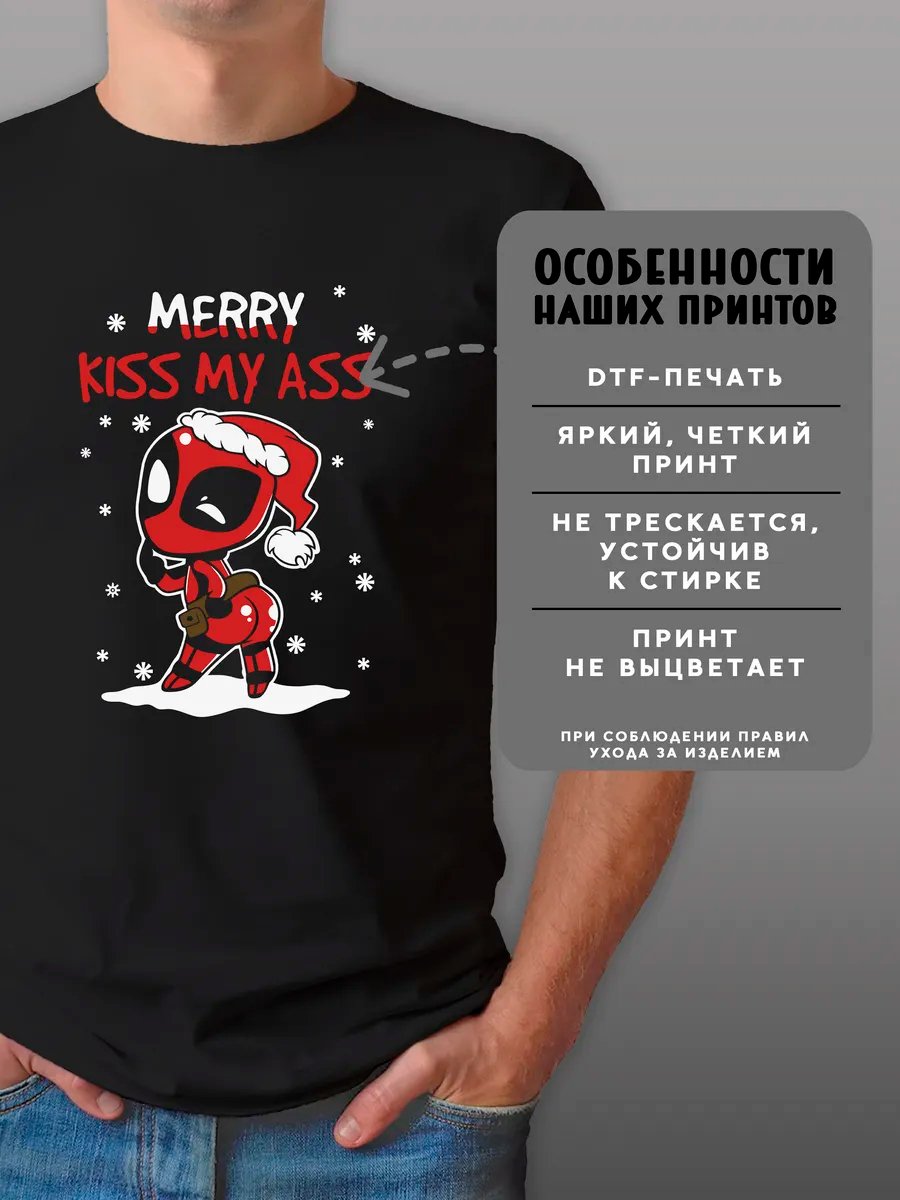 MERRY
KISS MY ASS
ОСОБЕННОСТИ
НАШИХ ПРИНТОВ
DTF-ПЕЧАТЬ
ЯРКИЙ, ЧЕТКИЙ
ПРИНТ
НЕ ТРЕСКАЕТСЯ,
УСТОЙЧИВ
К СТИРКЕ
ПРИНТ
НЕ ВЫЦВЕТАЕТ
ПРИ СОБЛЮДЕНИИ ПРАВИЛ
УХОДА ЗА ИЗДЕЛИЕМ